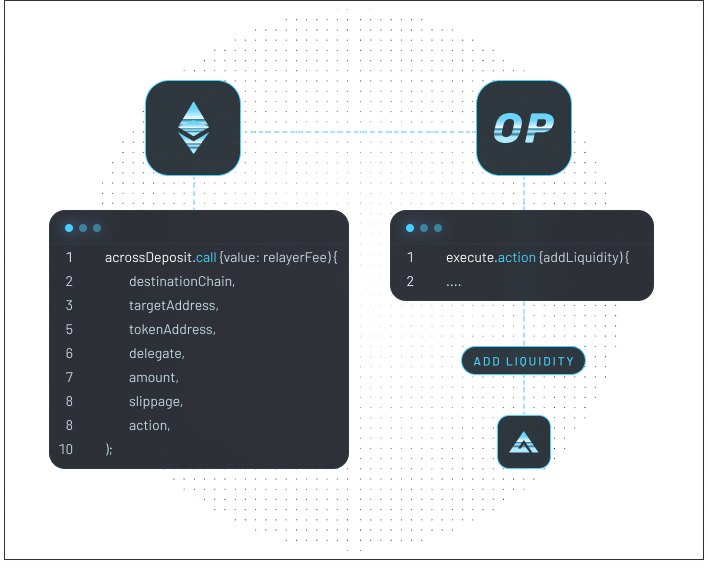 OP
1 acrossDeposit.call {value: relayerFee) {
2 destinationChain,
3 targetAddress,
5 tokenAddress,
6 delegate,
7 amount,
8 slippage,
8 action,
10 );
1 execute.action {addLiquidity) {
2 ....
ADD LIQUIDITY